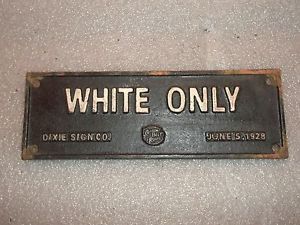 WHITE ONLY
DIXIE SIGN CO. JUNE 5, 1928